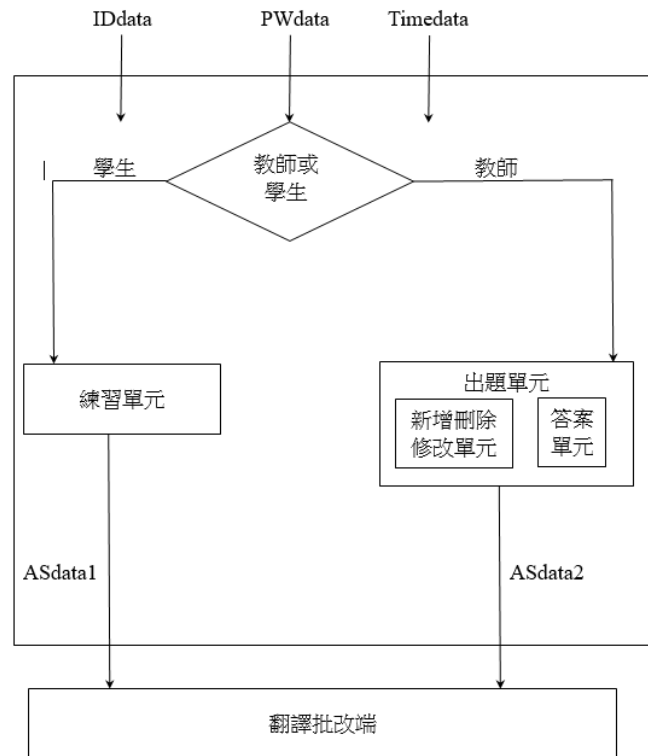 IDdata
PWdata
Timedata
學生
教師或
學生
教師
練習單元
出題單元
新增刪除
修改單元
答案
單元
ASdata1
ASdata2
翻譯批改端